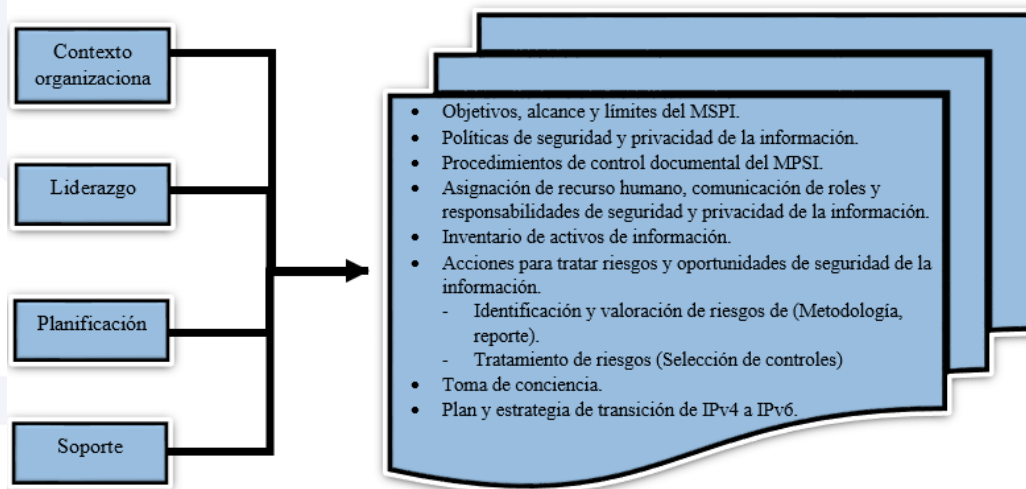 Contexto
organizaciona
Liderazgo
Planificación
Soporte
• Objetivos, alcance y límites del MSPI.
• Políticas de seguridad y privacidad de la información.
• Procedimientos de control documental del MPSI.
• Asignación de recurso humano, comunicación de roles y
responsabilidades de seguridad y privacidad de la información.
• Inventario de activos de información.
• Acciones para tratar riesgos y oportunidades de seguridad de la
información.
- Identificación y valoración de riesgos de (Metodología,
reporte).
- Tratamiento de riesgos (Selección de controles)
• Toma de conciencia.
• Plan y estrategia de transición de IPv4 a IPv6.